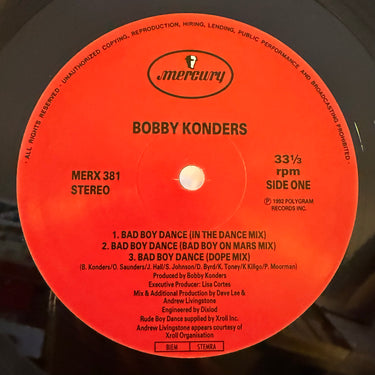 · ALL RIGHTS RESERVED · UNAUTHORIZED COPYING, REPRODUCTION, HIRING, LENDING, PUBLIC PERFORMANCE AND BROADCASTING PROHIBITED ·
mercury
BOBBY KONDERS
MERX 381
STEREO
33⅓
rpm
SIDE ONE
Ⓟ 1992 POLYGRAM
RECORDS INC.
1. BAD BOY DANCE (IN THE DANCE MIX)
2. BAD BOY DANCE (BAD BOY ON MARS MIX)
3. BAD BOY DANCE (DOPE MIX)
(B. Konders/O. Saunders/J. Hall/S. Johnson/D. Byrd/K. Toney/K Kiligo/P. Moorman)
Produced by Bobby Konders
Executive Producer: Lisa Cortes
Mix & Additional Production by Dave Lee &
Andrew Livingstone
Engineered by Dixlod
Rude Boy Dance supplied by Xroll Inc.
Andrew Livingstone appears courtesy of
Xroll Organisation
BIEM STEMRA